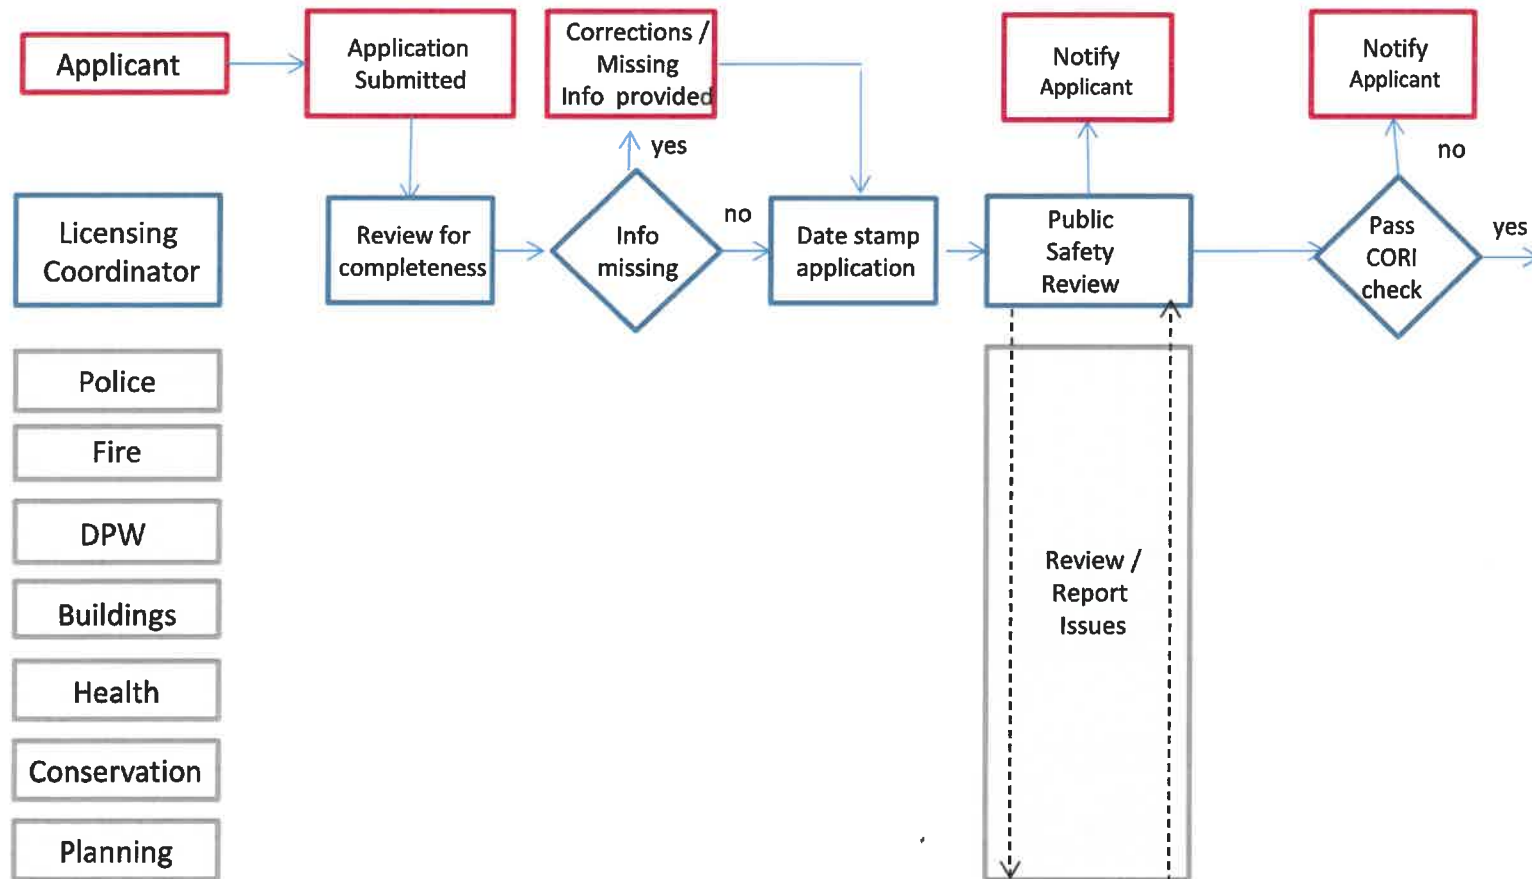 Applicant
Application
Submitted
Corrections /
Missing
Info provided
Notify
Applicant
Notify
Applicant
yes
no
Licensing
Coordinator
Review for
completeness
Info
missing
no
Date stamp
application
Public
Safety
Review
Pass
CORI
check
yes
Police
Fire
DPW
Buildings
Health
Conservation
Planning
Review /
Report
Issues